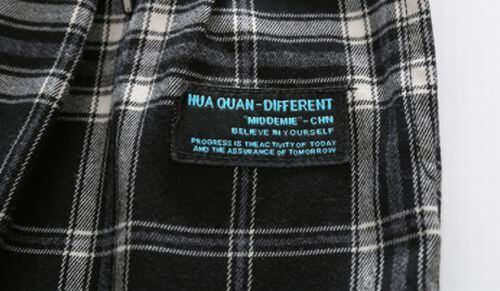 HUA QUAN-DIFFERENT
"MIDDEMIE"-CHN
BELIEVE IN YOURSELF
PROGRESS IS THE ACTIVITY OF TODAY
AND THE ASSURANCE OF TOMORROW